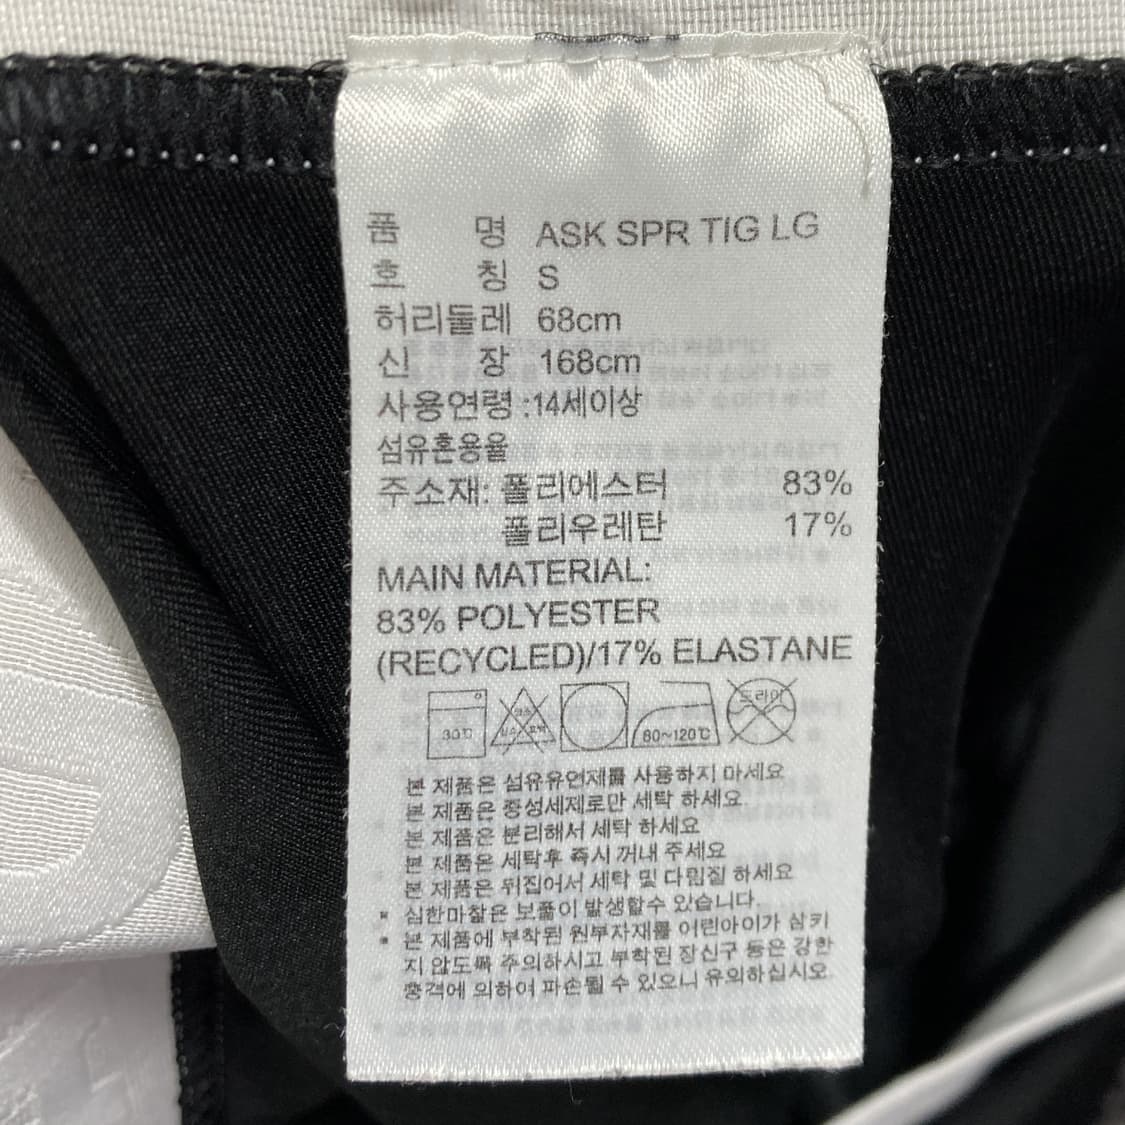 품 명 ASK SPR TIG LG
호 칭 S
허리둘레 68cm
신 장 168cm
사용연령 :14세이상
섬유혼용율
주소재: 폴리에스터 83%
폴리우레탄 17%
MAIN MATERIAL:
83% POLYESTER
(RECYCLED)/17% ELASTANE
30℃ 60~120℃ 드라이
본 제품은 섬유유연제를 사용하지 마세요
본 제품은 중성세제로만 세탁 하세요
본 제품은 분리해서 세탁 하세요
본 제품은 세탁후 즉시 꺼내 주세요
본 제품은 뒤집어서 세탁 및 다림질 하세요
* 심한마찰은 보풀이 발생할수 있습니다.
* 본 제품에 부착된 원부자재를 어린아이가 삼키
지 않도록 주의하시고 부착된 장신구 등은 강한
충격에 의하여 파손될 수 있으니 유의하십시오.